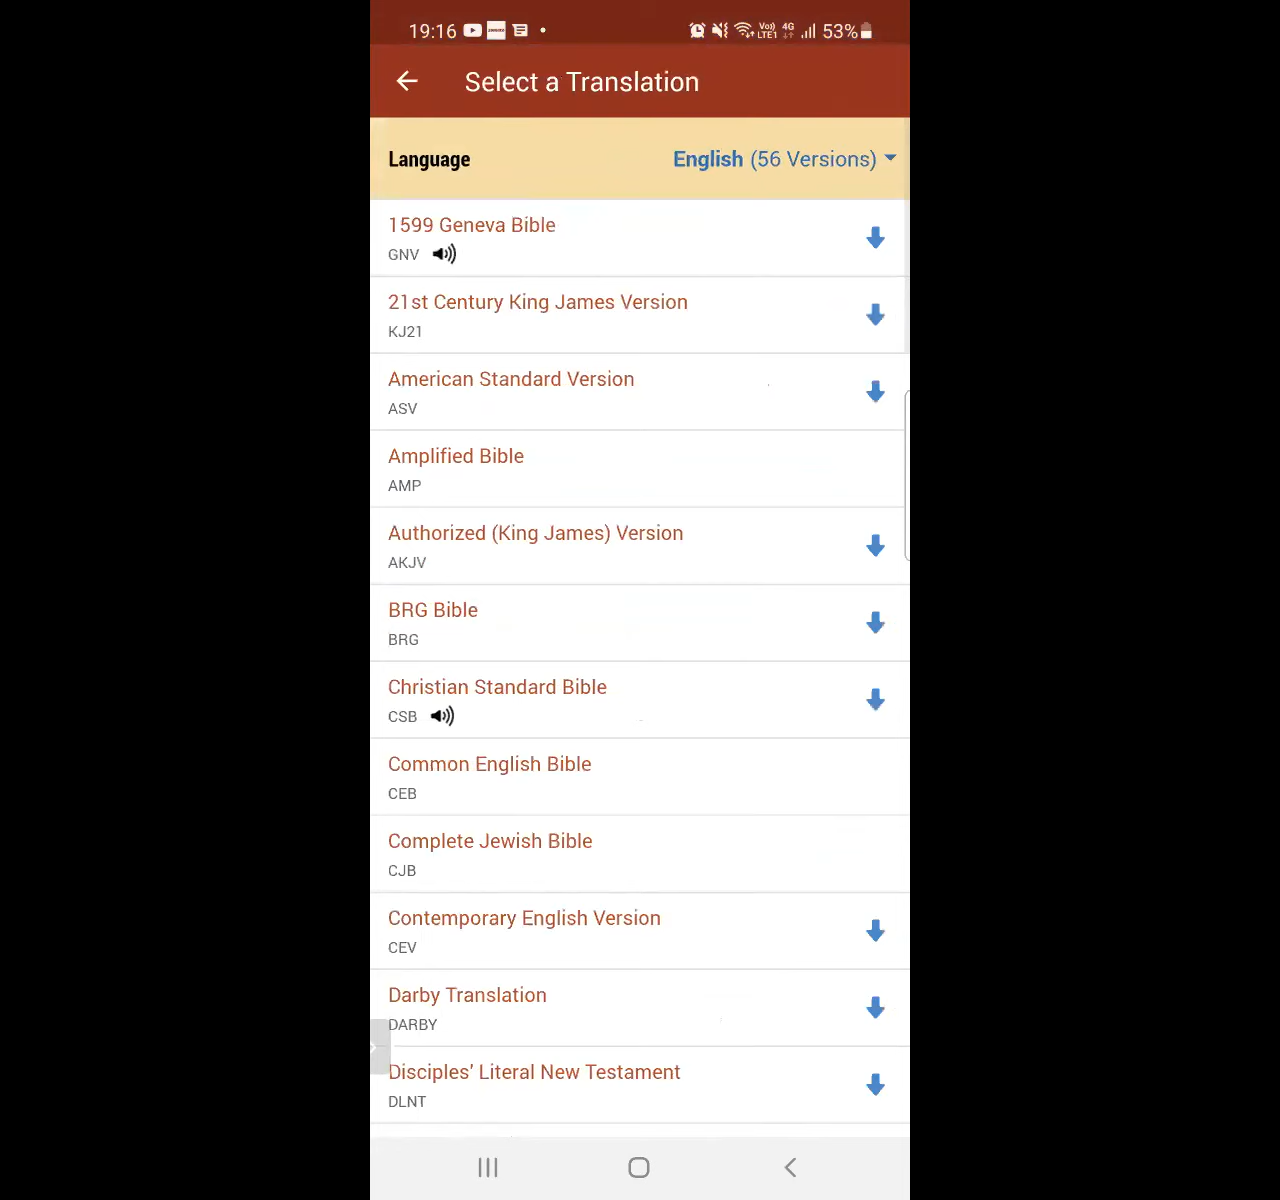 19:16 Vo)) LTE1 4G 53%
Select a Translation
Language English (56 Versions)
1599 Geneva Bible
GNV
21st Century King James Version
KJ21
American Standard Version
ASV
Amplified Bible
AMP
Authorized (King James) Version
AKJV
BRG Bible
BRG
Christian Standard Bible
CSB
Common English Bible
CEB
Complete Jewish Bible
CJB
Contemporary English Version
CEV
Darby Translation
DARBY
Disciples' Literal New Testament
DLNT